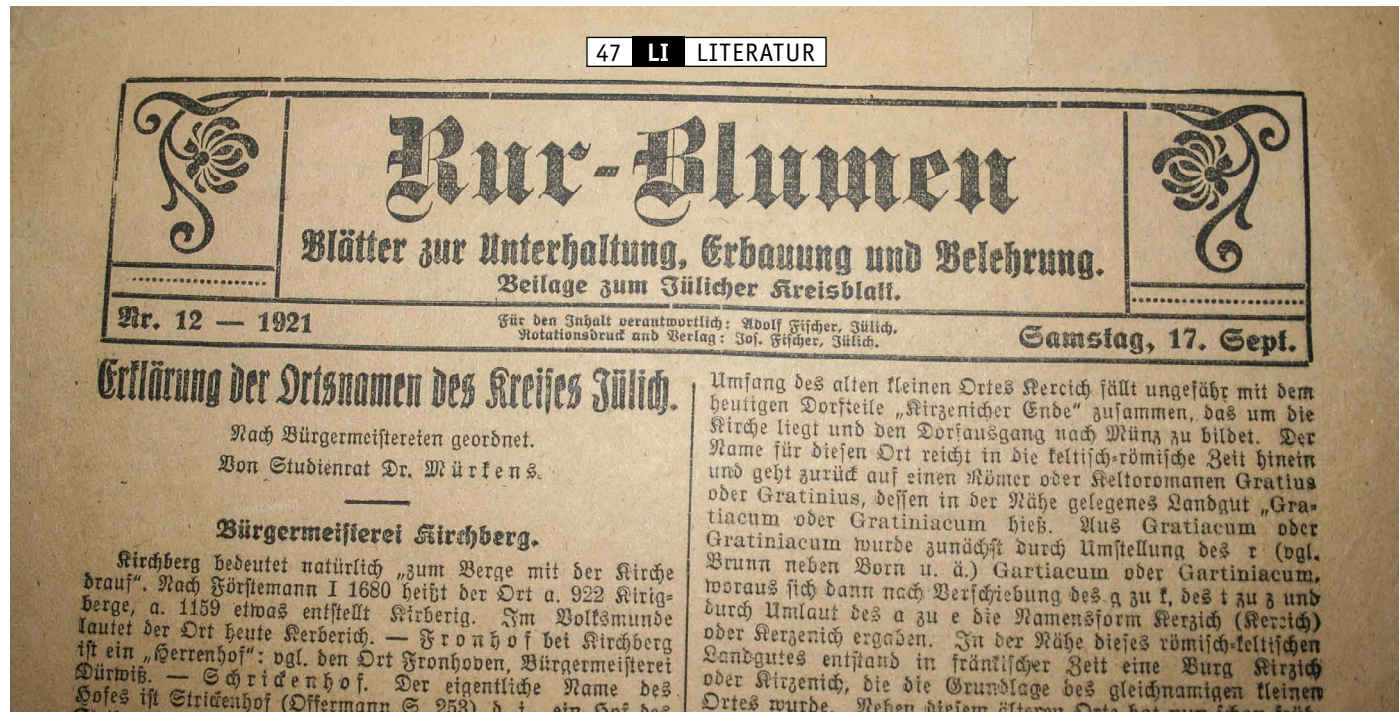 47 LI LITERATUR
Rur-Blumen
Blätter zur Unterhaltung, Erbauung und Belehrung.
Beilage zum Jülicher Kreisblatt.
Nr. 12 — 1921
Für den Inhalt verantwortlich: Adolf Fischer, Jülich.
Rotationsdruck und Verlag: Jos. Fischer, Jülich.
Samstag, 17. Sept.
Erklärung der Ortsnamen des Kreises Jülich.
Nach Bürgermeistereien geordnet.
Von Studienrat Dr. Mürkens.
Bürgermeisterei Kirchberg.
Kirchberg bedeutet natürlich „zum Berge mit der Kirche
drauf“. Nach Förstemann I 1680 heißt der Ort a. 922 Kirig-
berge, a. 1159 etwas entstellt Kirberig. Im Volksmunde
lautet der Ort heute Kerberich. — Fronhof bei Kirchberg
ist ein „Herrenhof“: vgl. den Ort Fronhoven, Bürgermeisterei
Dürwiß. — Schrickenhof. Der eigentliche Name des
Hofes ist Strickenhof (Offermann S. 253) d. i. ein Hof des
Umfang des alten kleinen Ortes Kercich fällt ungefähr mit dem
heutigen Dorfteile „Kirzenicher Ende“ zusammen, das um die
Kirche liegt und den Dorfausgang nach Münz zu bildet. Der
Name für diesen Ort reicht in die keltisch-römische Zeit hinein
und geht zurück auf einen Römer oder Keltoromanen Gratius
oder Gratinius, dessen in der Nähe gelegenes Landgut „Gra-
tiacum oder Gratiniacum hieß. Aus Gratiacum oder
Gratiniacum wurde zunächst durch Umstellung des r (vgl.
Brunn neben Born u. ä.) Gartiacum oder Gartiniacum,
woraus sich dann nach Verschiebung des g zu k, des t zu z und
durch Umlaut des a zu e die Namensform Kerzich (Kercich)
oder Kerzenich ergaben. In der Nähe dieses römisch-keltischen
Landgutes entstand in fränkischer Zeit eine Burg Kirzich
oder Kirzenich, die die Grundlage des gleichnamigen kleinen
Ortes wurde. Neben diesem älteren Orte hat nun schon früh